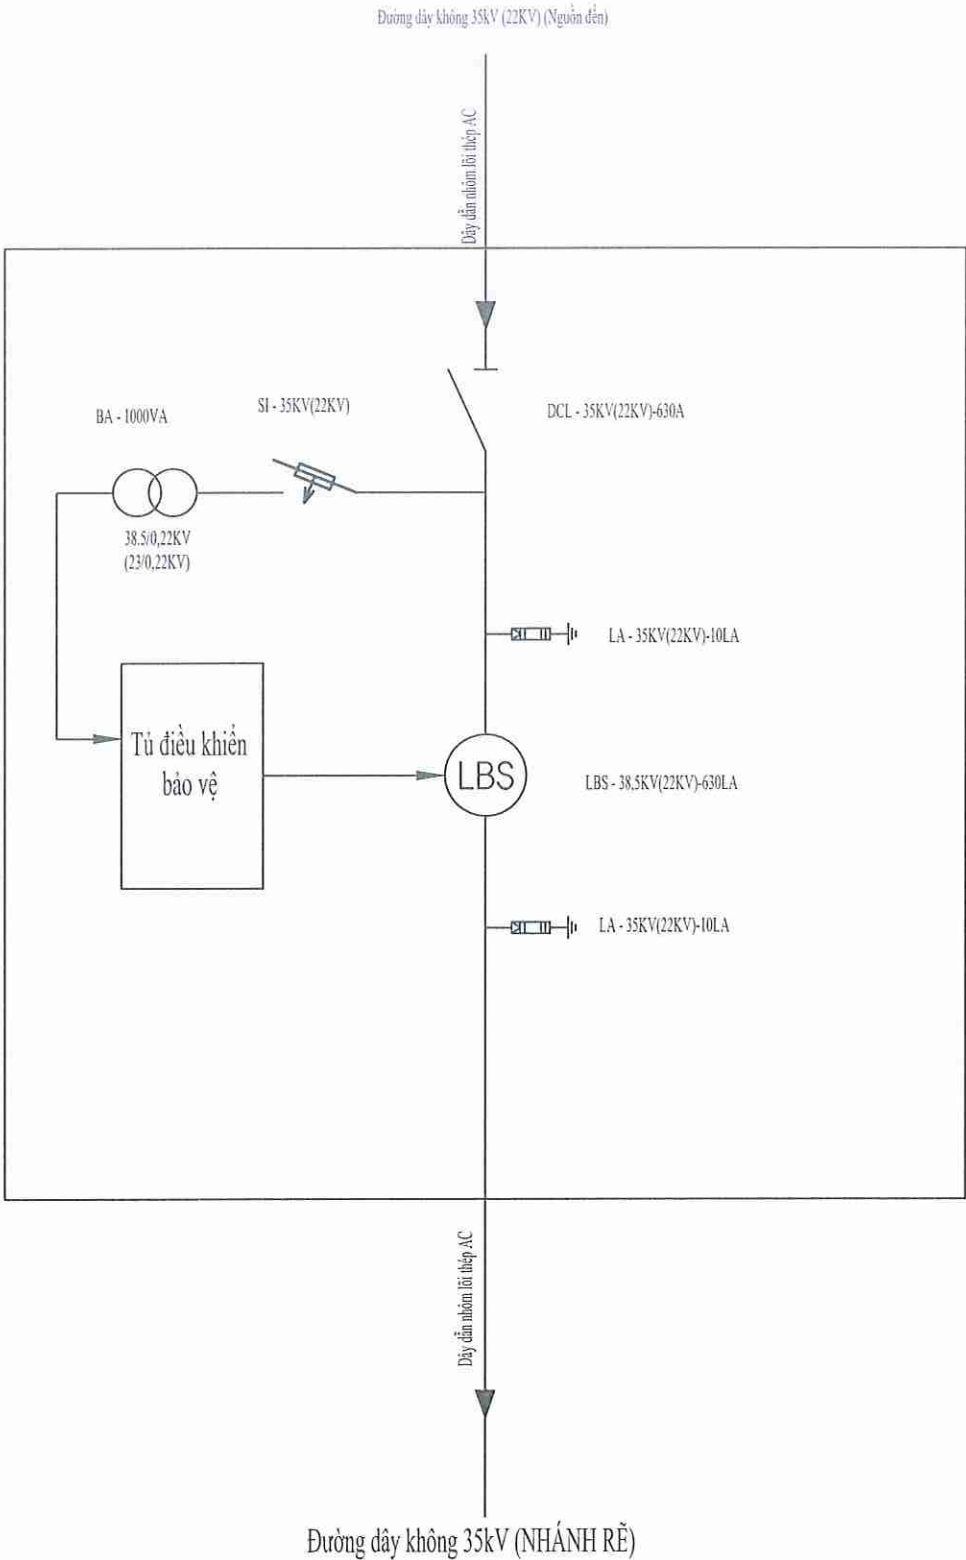 Đường dây không 35kV (22KV) (Nguồn đến)
Dây dẫn nhôm lõi thép AC
BA - 1000VA
SI - 35KV(22KV)
DCL - 35KV(22KV)-630A
38.5/0,22KV
(23/0,22KV)
LA - 35KV(22KV)-10LA
Tủ điều khiển
bảo vệ
LBS
LBS - 38,5KV(22KV)-630LA
LA - 35KV(22KV)-10LA
Dây dẫn nhôm lõi thép AC
Đường dây không 35kV (NHÁNH RẼ)